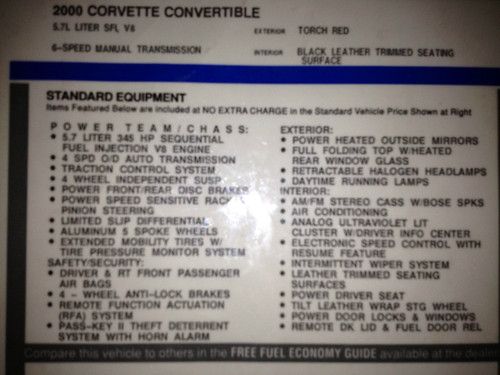 2000 CORVETTE CONVERTIBLE
5.7L LITER SFI, V8
EXTERIOR TORCH RED
6-SPEED MANUAL TRANSMISSION
INTERIOR BLACK LEATHER TRIMMED SEATING
SURFACE
STANDARD EQUIPMENT
Items Featured Below are included at NO EXTRA CHARGE in the Standard Vehicle Price Shown at Right
POWER TEAM/CHASS:
• 5.7 LITER 345 HP SEQUENTIAL
FUEL INJECTION V8 ENGINE
• 4 SPD O/D AUTO TRANSMISSION
• TRACTION CONTROL SYSTEM
• 4 WHEEL INDEPENDENT SUSP
• POWER FRONT/REAR DISC BRAKES
• POWER SPEED SENSITIVE RACK &
PINION STEERING
• LIMITED SLIP DIFFERENTIAL
• ALUMINUM 5 SPOKE WHEELS
• EXTENDED MOBILITY TIRES W/
TIRE PRESSURE MONITOR SYSTEM
SAFETY/SECURITY:
• DRIVER & RT FRONT PASSENGER
AIR BAGS
• 4 - WHEEL ANTI-LOCK BRAKES
• REMOTE FUNCTION ACTUATION
(RFA) SYSTEM
• PASS-KEY II THEFT DETERRENT
SYSTEM WITH HORN ALARM
EXTERIOR:
• POWER HEATED OUTSIDE MIRRORS
• FULL FOLDING TOP W/HEATED
REAR WINDOW GLASS
• RETRACTABLE HALOGEN HEADLAMPS
• DAYTIME RUNNING LAMPS
INTERIOR:
• AM/FM STEREO CASS W/BOSE SPKS
• AIR CONDITIONING
• ANALOG ULTRAVIOLET LIT
CLUSTER W/DRIVER INFO CENTER
• ELECTRONIC SPEED CONTROL WITH
RESUME FEATURE
• INTERMITTENT WIPER SYSTEM
• LEATHER TRIMMED SEATING
SURFACES
• POWER DRIVER SEAT
• TILT LEATHER WRAP STG WHEEL
• POWER DOOR LOCKS & WINDOWS
• REMOTE DK LID & FUEL DOOR REL
Compare this vehicle to others in the FREE FUEL ECONOMY GUIDE available at the deale